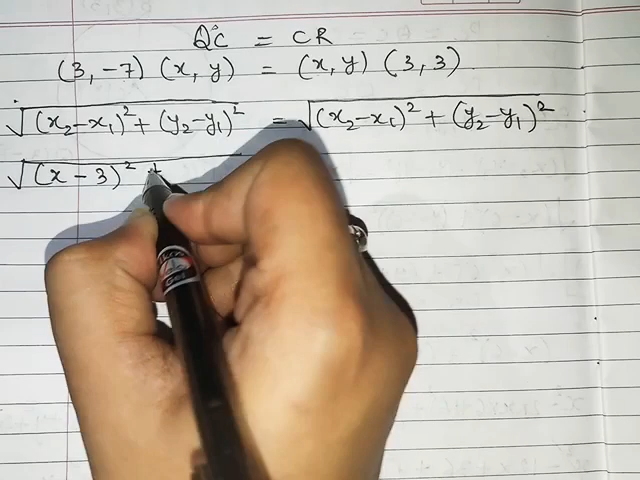 QC = CR
(3, -7) (x, y) = (x, y) (3, 3)
√(x₂-x₁)² + (y₂-y₁)² = √(x₂-x₁)² + (y₂-y₁)²
√(x - 3)² +